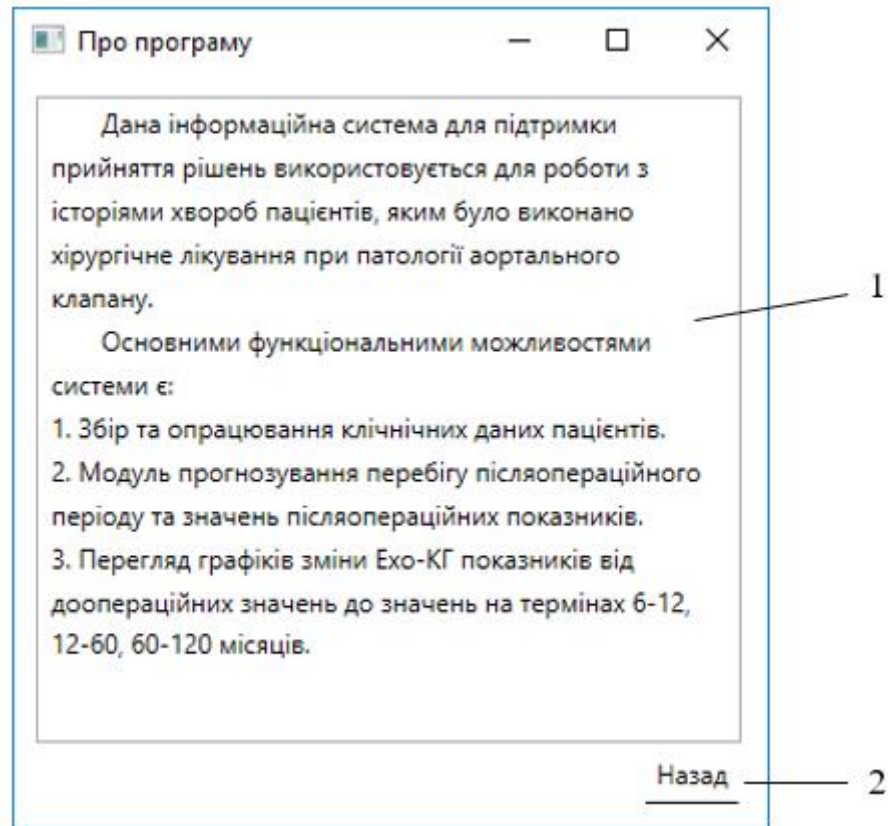 Про програму
Дана інформаційна система для підтримки
прийняття рішень використовується для роботи з
історіями хвороб пацієнтів, яким було виконано
хірургічне лікування при патології аортального
клапану.
1
Основними функціональними можливостями
системи є:
1. Збір та опрацювання клічнічних даних пацієнтів.
2. Модуль прогнозування перебігу післяопераційного
періоду та значень післяопераційних показників.
3. Перегляд графіків зміни Ехо-КГ показників від
доопераційних значень до значень на термінах 6-12,
12-60, 60-120 місяців.
Назад
2